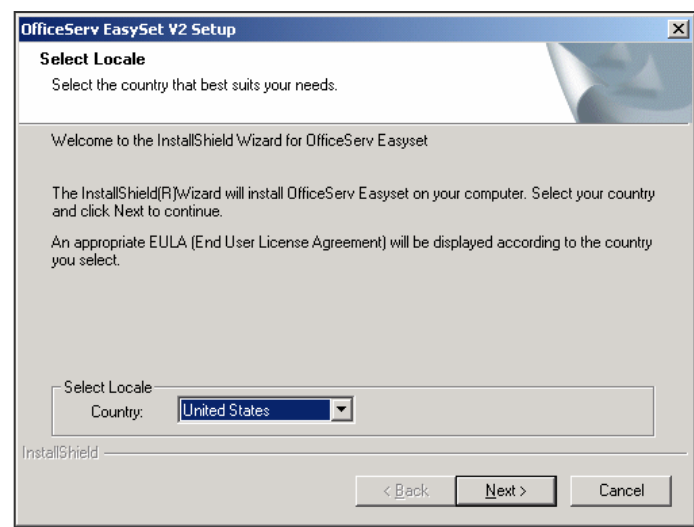 OfficeServ EasySet V2 Setup
Select Locale
Select the country that best suits your needs.
Welcome to the InstallShield Wizard for OfficeServ Easyset
The InstallShield(R)Wizard will install OfficeServ Easyset on your computer. Select your country
and click Next to continue.
An appropriate EULA (End User License Agreement) will be displayed according to the country
you select.
Select Locale
Country: United States
InstallShield
< Back Next > Cancel